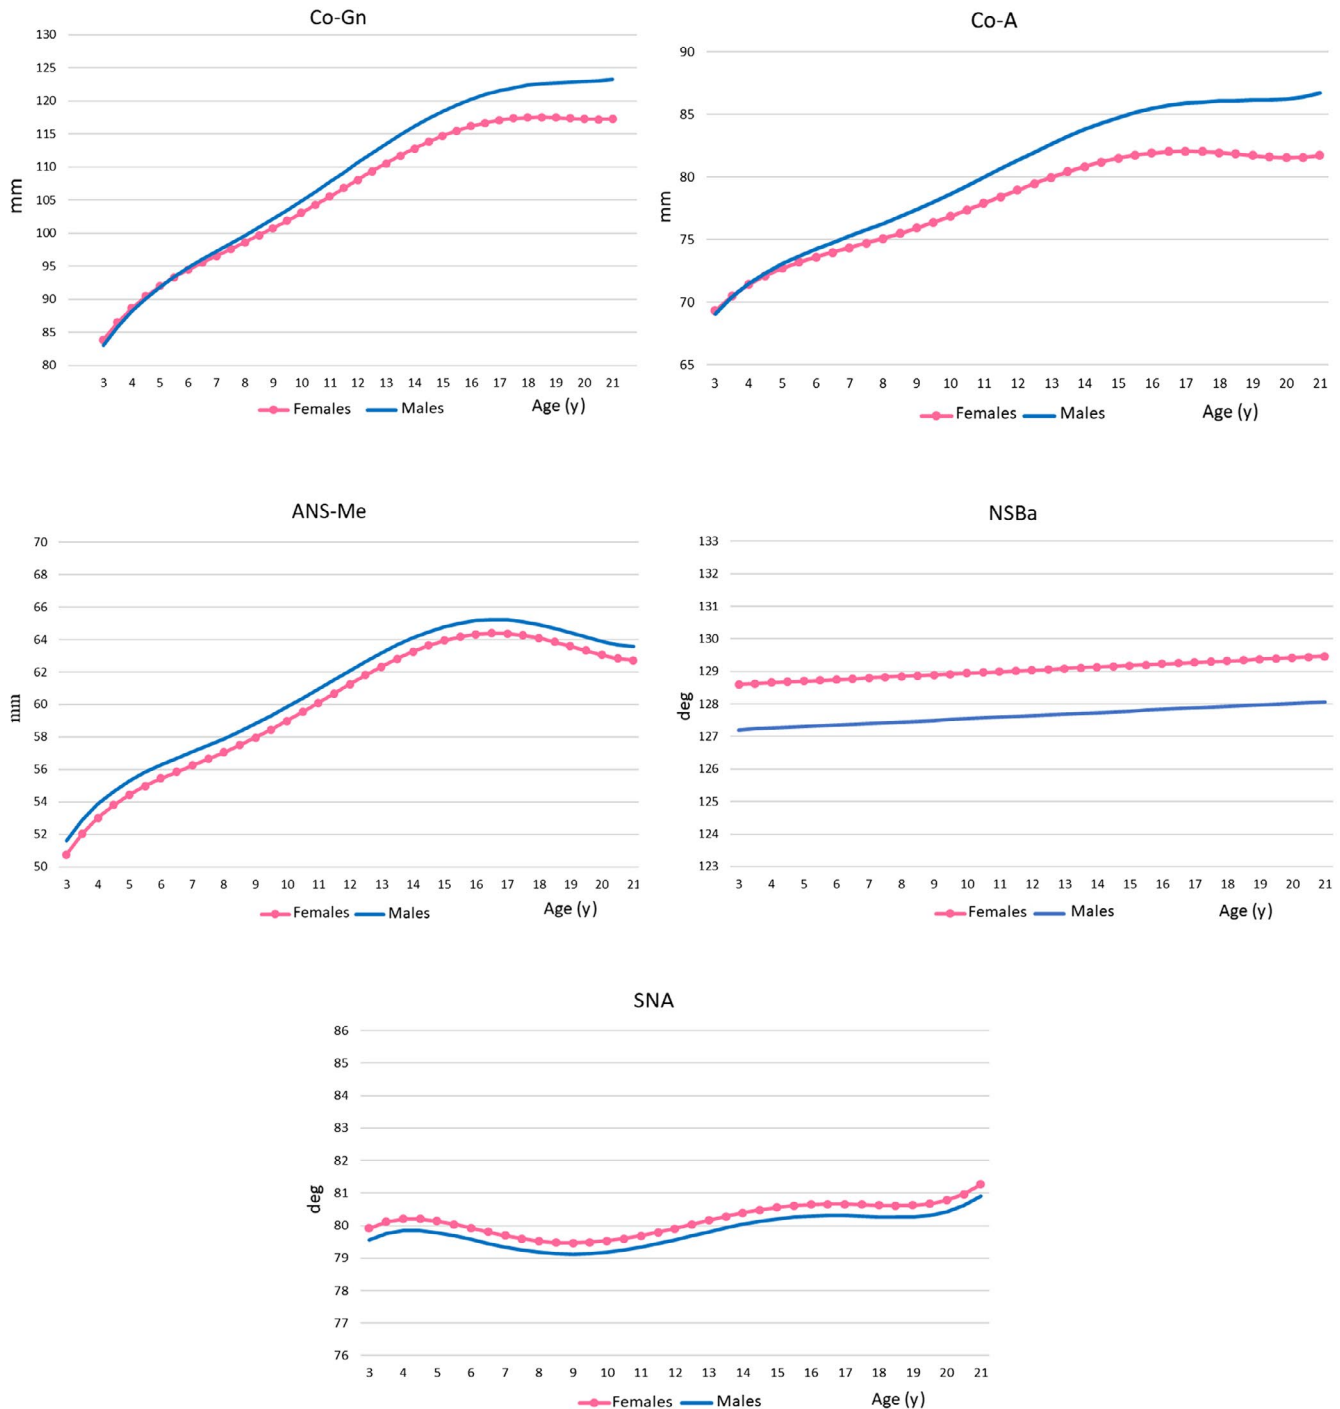 Co-Gn
130
125
120
115
110
105
100
95
90
85
80
mm
3 4 5 6 7 8 9 10 11 12 13 14 15 16 17 18 19 20 21
Females Males Age (y)
Co-A
90
85
80
75
70
65
mm
3 4 5 6 7 8 9 10 11 12 13 14 15 16 17 18 19 20 21
Females Males Age (y)
ANS-Me
70
68
66
64
62
60
58
56
54
52
50
mm
3 4 5 6 7 8 9 10 11 12 13 14 15 16 17 18 19 20 21
Females Males Age (y)
NSBa
133
132
131
130
129
128
127
126
125
124
123
deg
3 4 5 6 7 8 9 10 11 12 13 14 15 16 17 18 19 20 21
Females Males Age (y)
SNA
86
85
84
83
82
81
80
79
78
77
76
deg
3 4 5 6 7 8 9 10 11 12 13 14 15 16 17 18 19 20 21
Females Males Age (y)